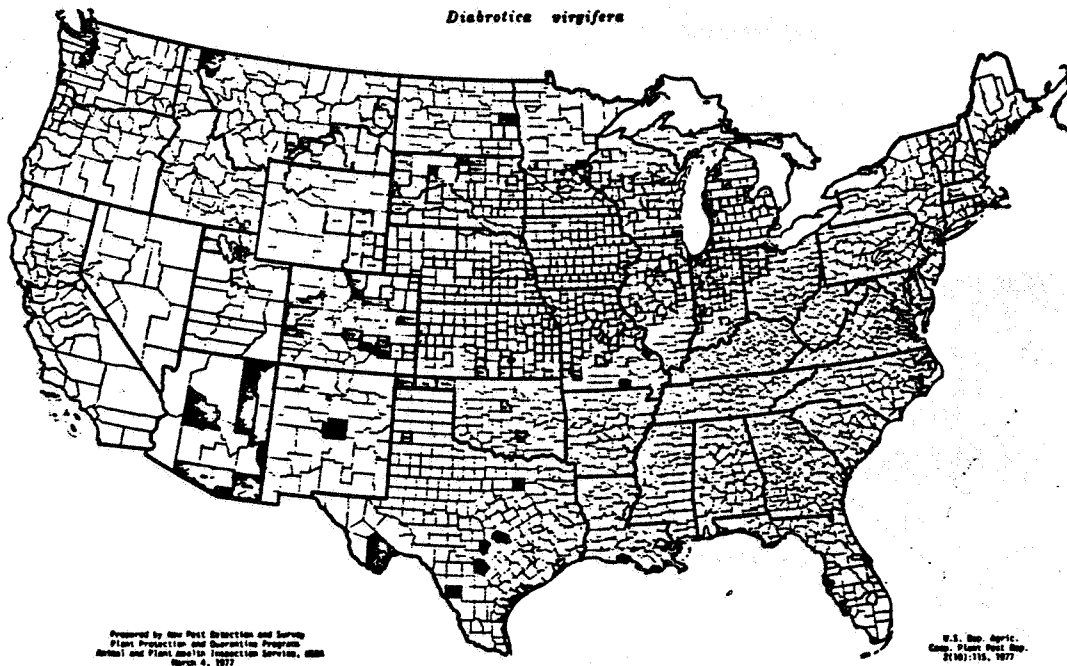 Diabrotica virgifera
Prepared by New Pest Detection and Survey
Plant Protection and Quarantine Programs
Animal and Plant Health Inspection Service, USDA
March 4, 1977
U.S. Dep. Agric.
Coop. Plant Pest Rep.
2(10):115, 1977